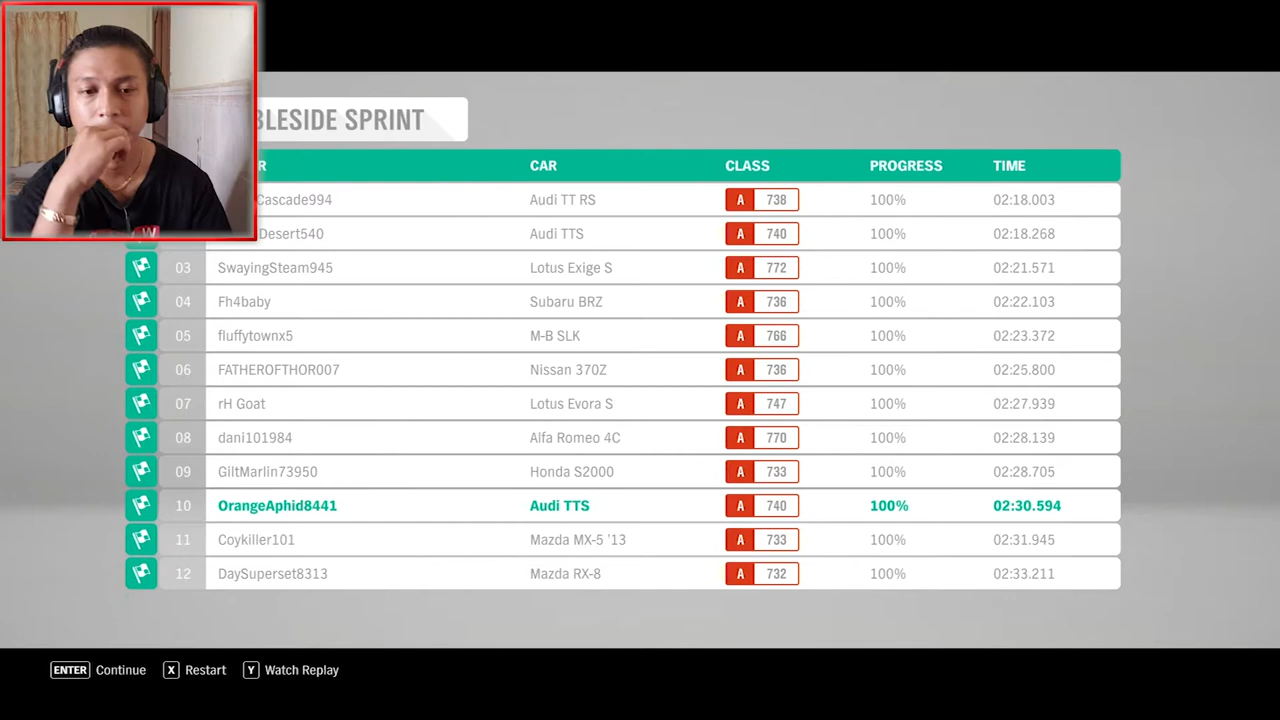 BLESIDE SPRINT
ER CAR CLASS PROGRESS TIME
Cascade994 Audi TT RS A 738 100% 02:18.003
Desert540 Audi TTS A 740 100% 02:18.268
03 SwayingSteam945 Lotus Exige S A 772 100% 02:21.571
04 Fh4baby Subaru BRZ A 736 100% 02:22.103
05 fluffytownx5 M-B SLK A 766 100% 02:23.372
06 FATHEROFTHOR007 Nissan 370Z A 736 100% 02:25.800
07 rH Goat Lotus Evora S A 747 100% 02:27.939
08 dani101984 Alfa Romeo 4C A 770 100% 02:28.139
09 GiltMarlin73950 Honda S2000 A 733 100% 02:28.705
10 OrangeAphid8441 Audi TTS A 740 100% 02:30.594
11 Coykiller101 Mazda MX-5 '13 A 733 100% 02:31.945
12 DaySuperset8313 Mazda RX-8 A 732 100% 02:33.211
ENTER Continue X Restart Y Watch Replay